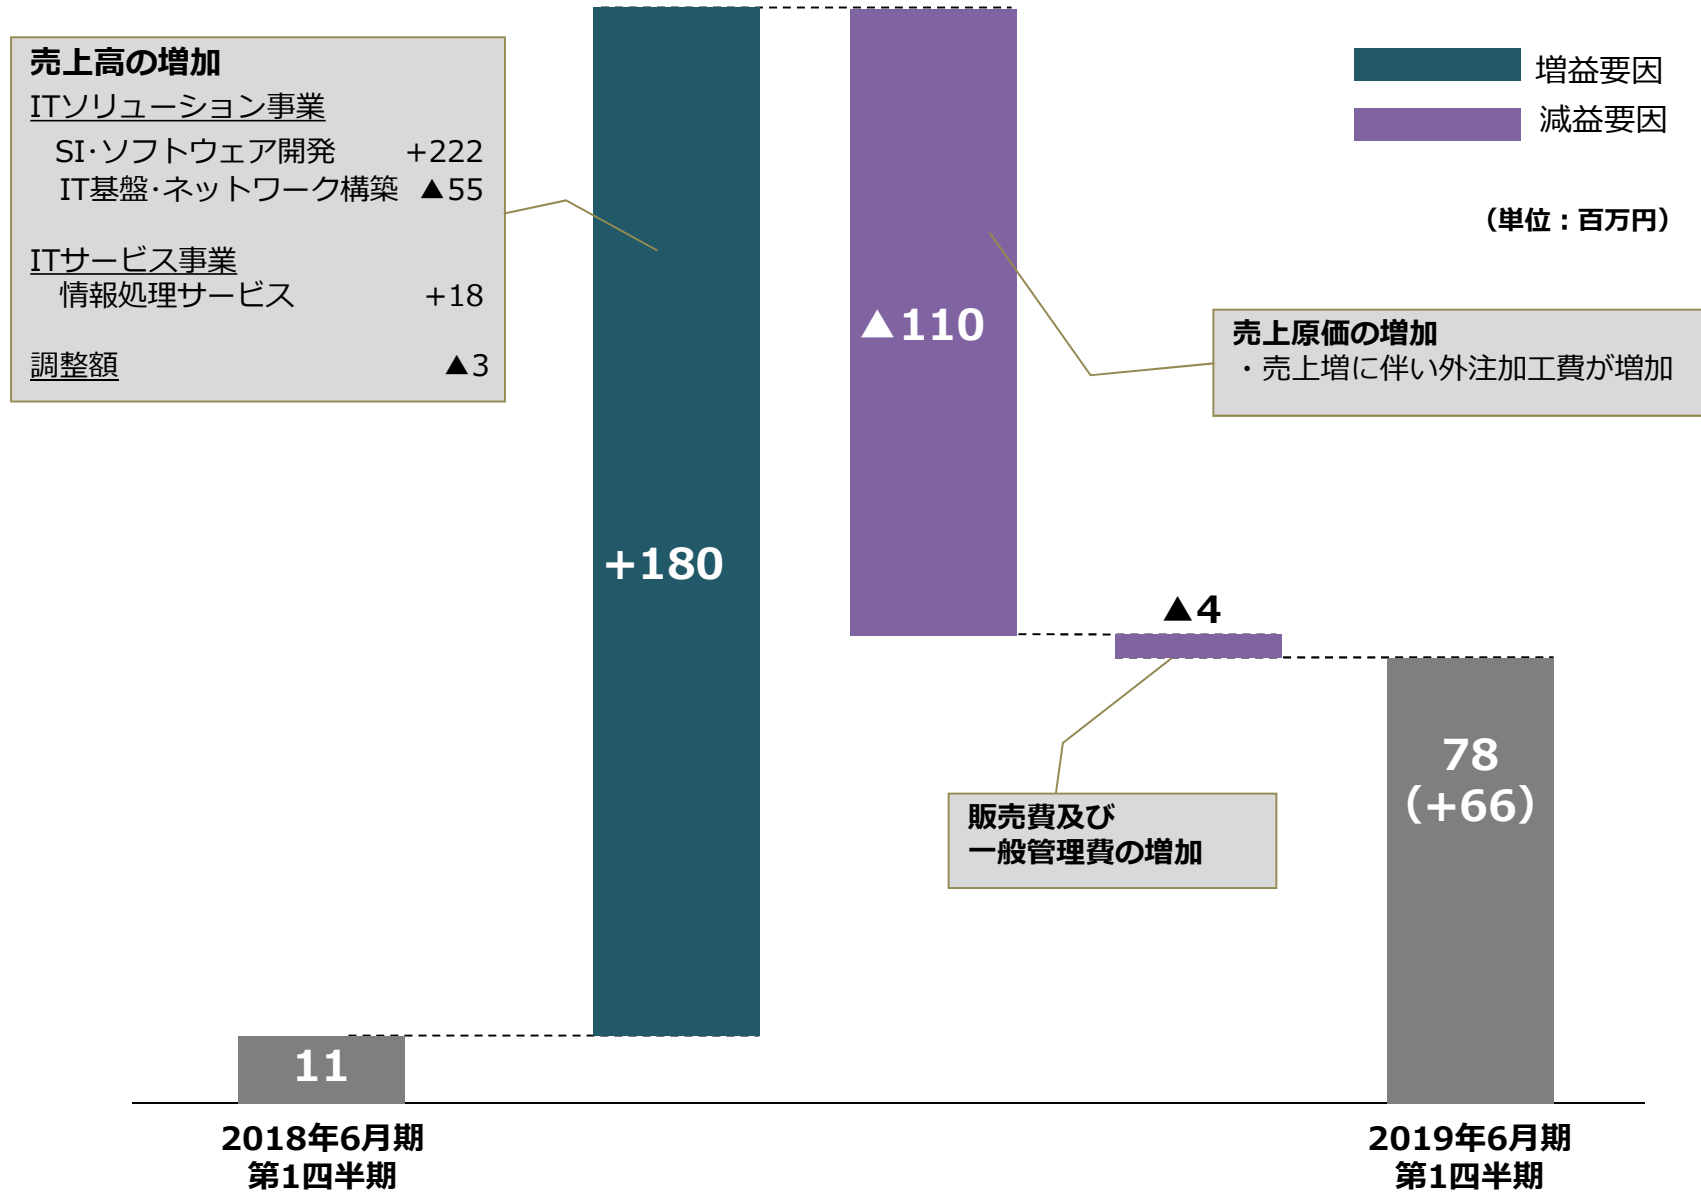 売上高の増加
ITソリューション事業
SI･ソフトウェア開発 +222
IT基盤･ネットワーク構築 ▲55
ITサービス事業
情報処理サービス +18
調整額 ▲3
増益要因
減益要因
（単位：百万円）
▲110
売上原価の増加
・売上増に伴い外注加工費が増加
+180
▲4
78
（+66）
販売費及び
一般管理費の増加
11
2018年6月期
第1四半期
2019年6月期
第1四半期